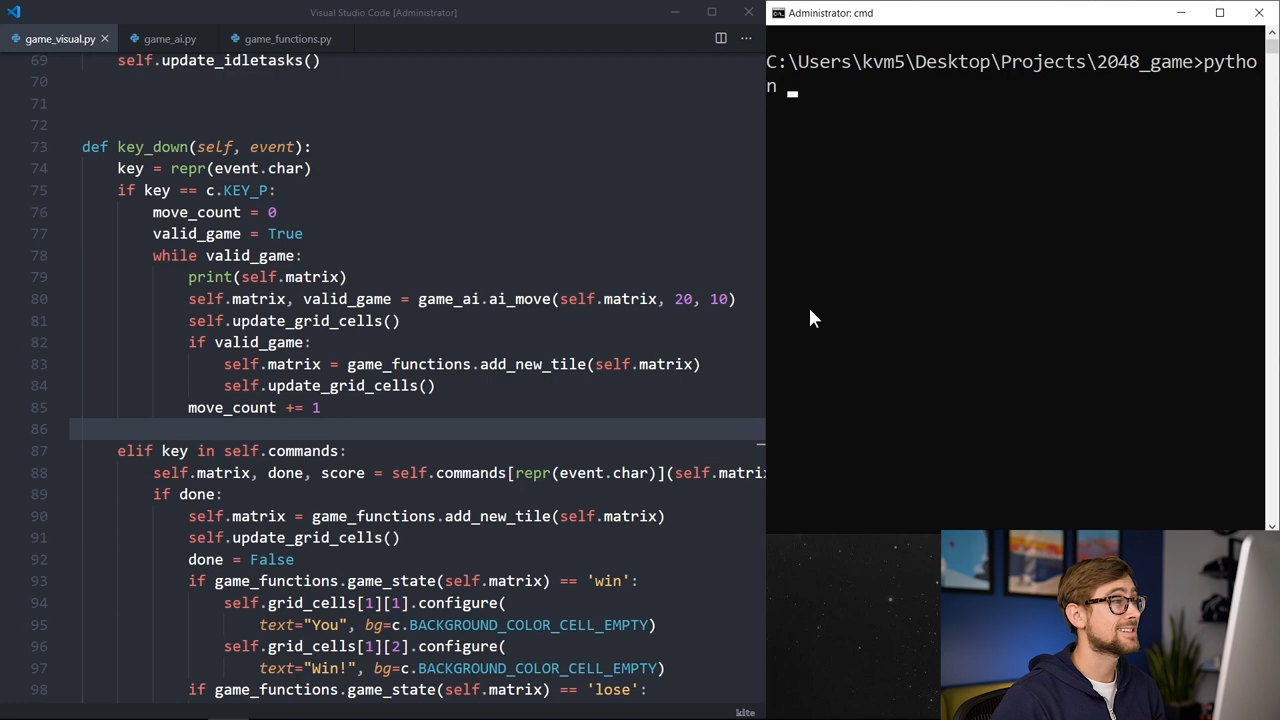 Visual Studio Code [Administrator]
game_visual.py
game_ai.py
game_functions.py
69 self.update_idletasks()
70
71
72
73 def key_down(self, event):
74 key = repr(event.char)
75 if key == c.KEY_P:
76 move_count = 0
77 valid_game = True
78 while valid_game:
79 print(self.matrix)
80 self.matrix, valid_game = game_ai.ai_move(self.matrix, 20, 10)
81 self.update_grid_cells()
82 if valid_game:
83 self.matrix = game_functions.add_new_tile(self.matrix)
84 self.update_grid_cells()
85 move_count += 1
86
87 elif key in self.commands:
88 self.matrix, done, score = self.commands[repr(event.char)](self.matrix
89 if done:
90 self.matrix = game_functions.add_new_tile(self.matrix)
91 self.update_grid_cells()
92 done = False
93 if game_functions.game_state(self.matrix) == 'win':
94 self.grid_cells[1][1].configure(
95 text="You", bg=c.BACKGROUND_COLOR_CELL_EMPTY)
96 self.grid_cells[1][2].configure(
97 text="Win!", bg=c.BACKGROUND_COLOR_CELL_EMPTY)
98 if game_functions.game_state(self.matrix) == 'lose':
kite
Administrator: cmd
C:\Users\kvm5\Desktop\Projects\2048_game>pytho
n